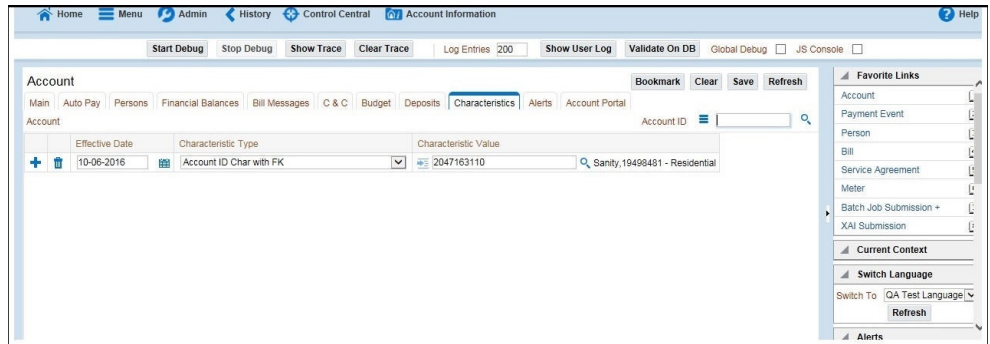 Home Menu Admin History Control Central Account Information Help
Start Debug Stop Debug Show Trace Clear Trace Log Entries 200 Show User Log Validate On DB Global Debug JS Console
Account Bookmark Clear Save Refresh
Main Auto Pay Persons Financial Balances Bill Messages C & C Budget Deposits Characteristics Alerts Account Portal
Account Account ID
Effective Date Characteristic Type Characteristic Value
10-06-2016 Account ID Char with FK 2047163110 Sanity,19498481 - Residential
Favorite Links
Account
Payment Event
Person
Bill
Service Agreement
Meter
Batch Job Submission +
XAI Submission
Current Context
Switch Language
Switch To QA Test Language
Refresh
Alerts